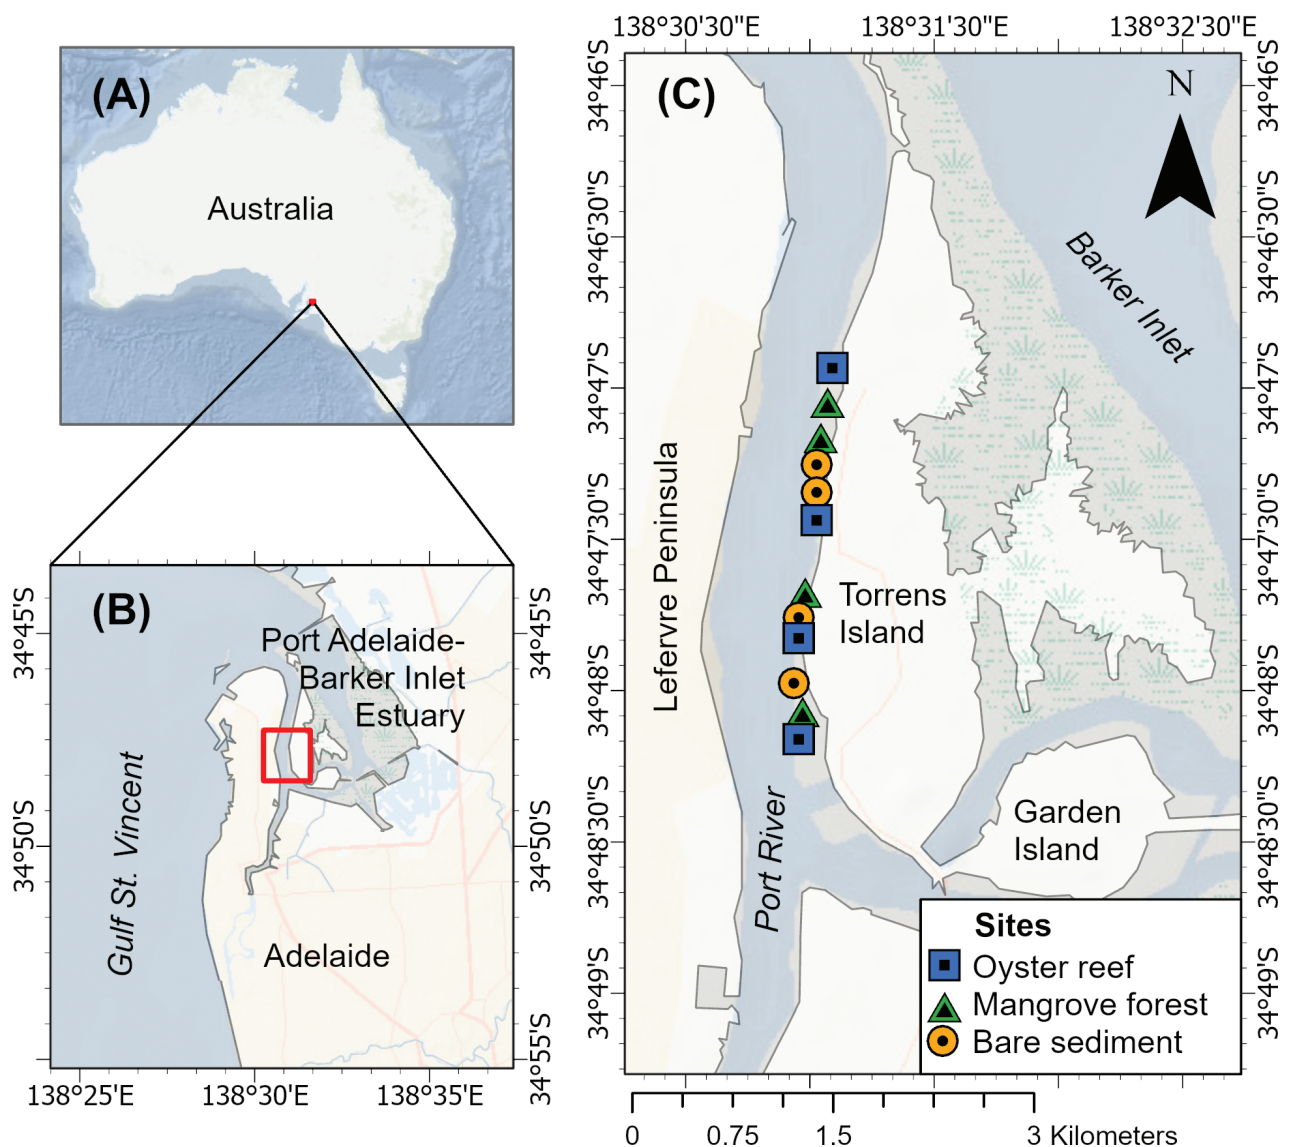 (A)
Australia
(B)
Port Adelaide-
Barker Inlet
Estuary
Gulf St. Vincent
Adelaide
34°45'S
34°50'S
34°45'S
34°50'S
34°55'S
138°25'E
138°30'E
138°35'E
138°30'30"E
138°31'30"E
138°32'30"E
(C)
N
34°46'S
34°46'30"S
34°47'S
34°47'30"S
34°48'S
34°48'30"S
34°49'S
34°46'S
34°46'30"S
34°47'S
34°47'30"S
34°48'S
34°48'30"S
34°49'S
Barker Inlet
Lefervre Peninsula
Torrens
Island
Port River
Garden
Island
Sites
Oyster reef
Mangrove forest
Bare sediment
0 0.75 1.5 3 Kilometers